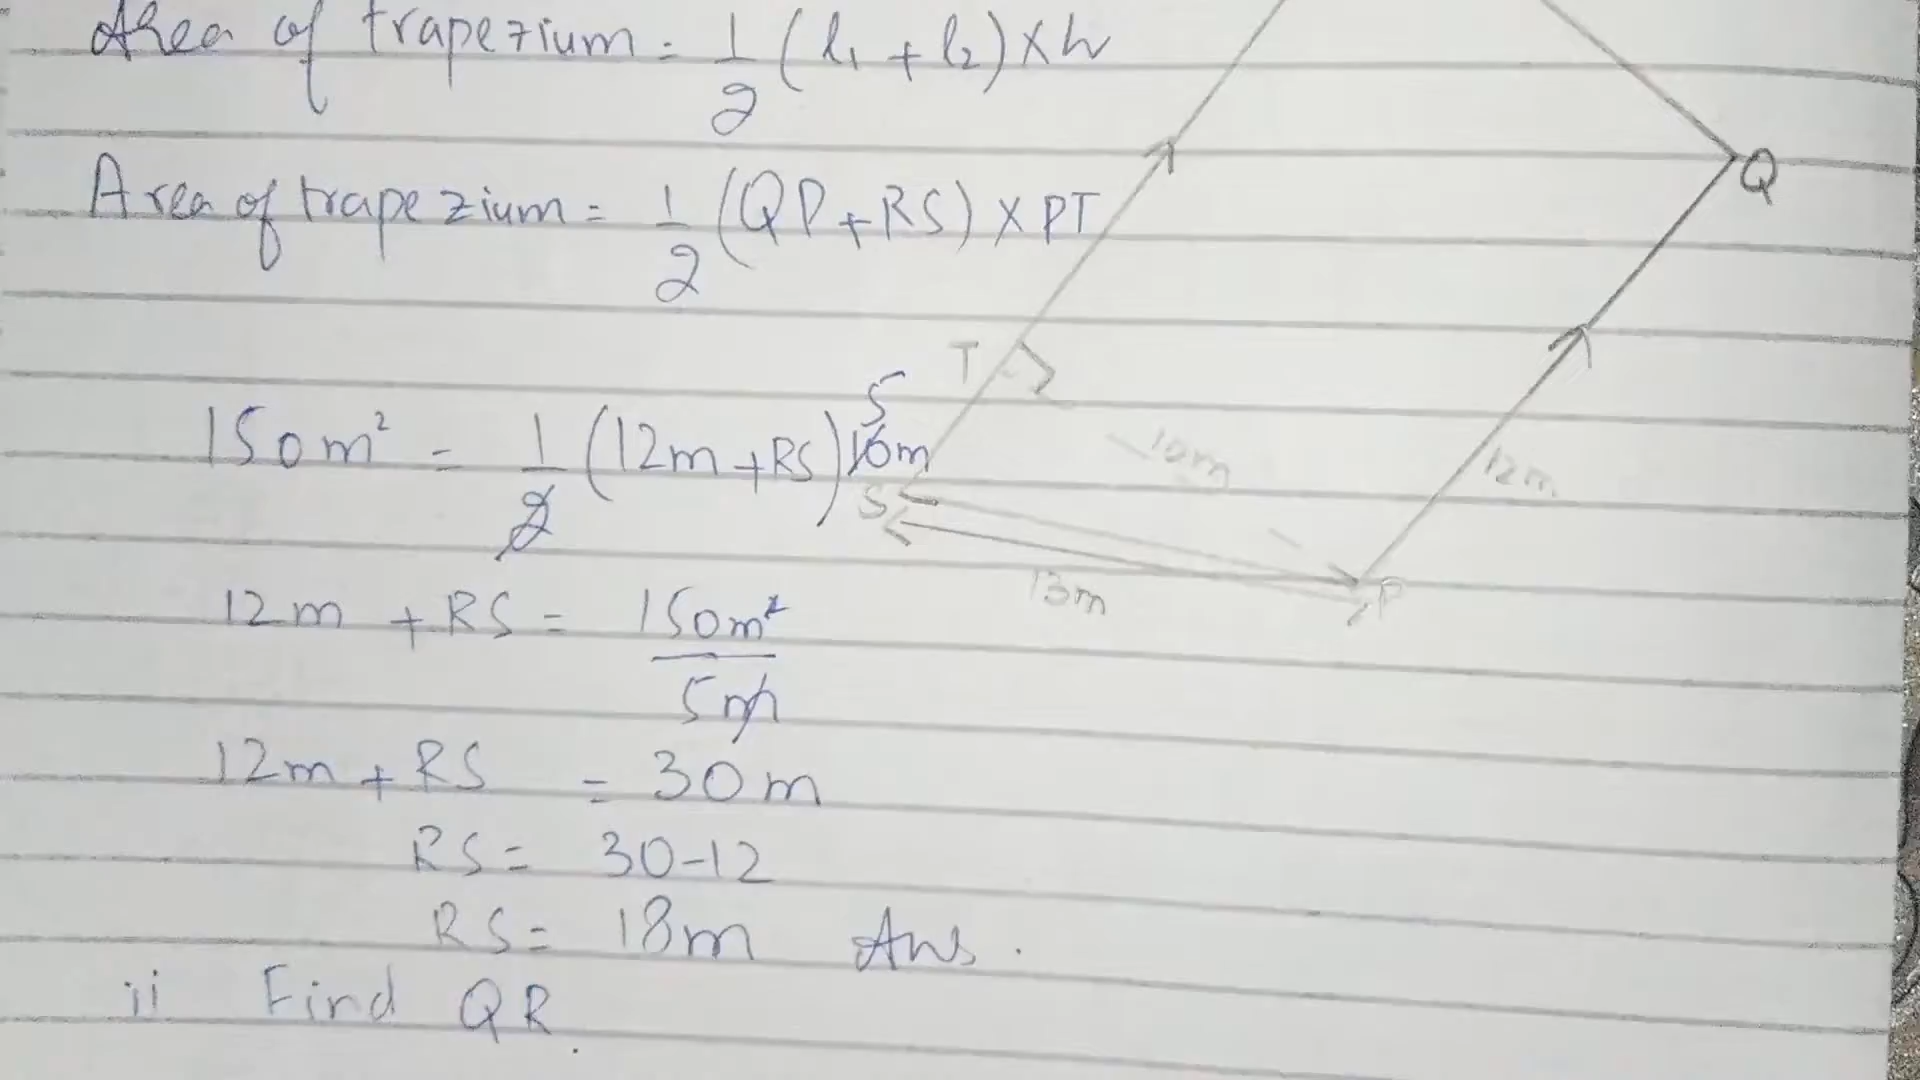 Area of trapezium = 1/2 (l₁ + l₂) × h
Area of trapezium = 1/2 (QP + RS) × PT
150m² = 1/2 (12m + RS) 10m 5
12m + RS = 150m²/5m
12m + RS = 30m
RS = 30-12
RS = 18m Ans.
ii Find QR
Q
T
10m
12m
S
13m
P